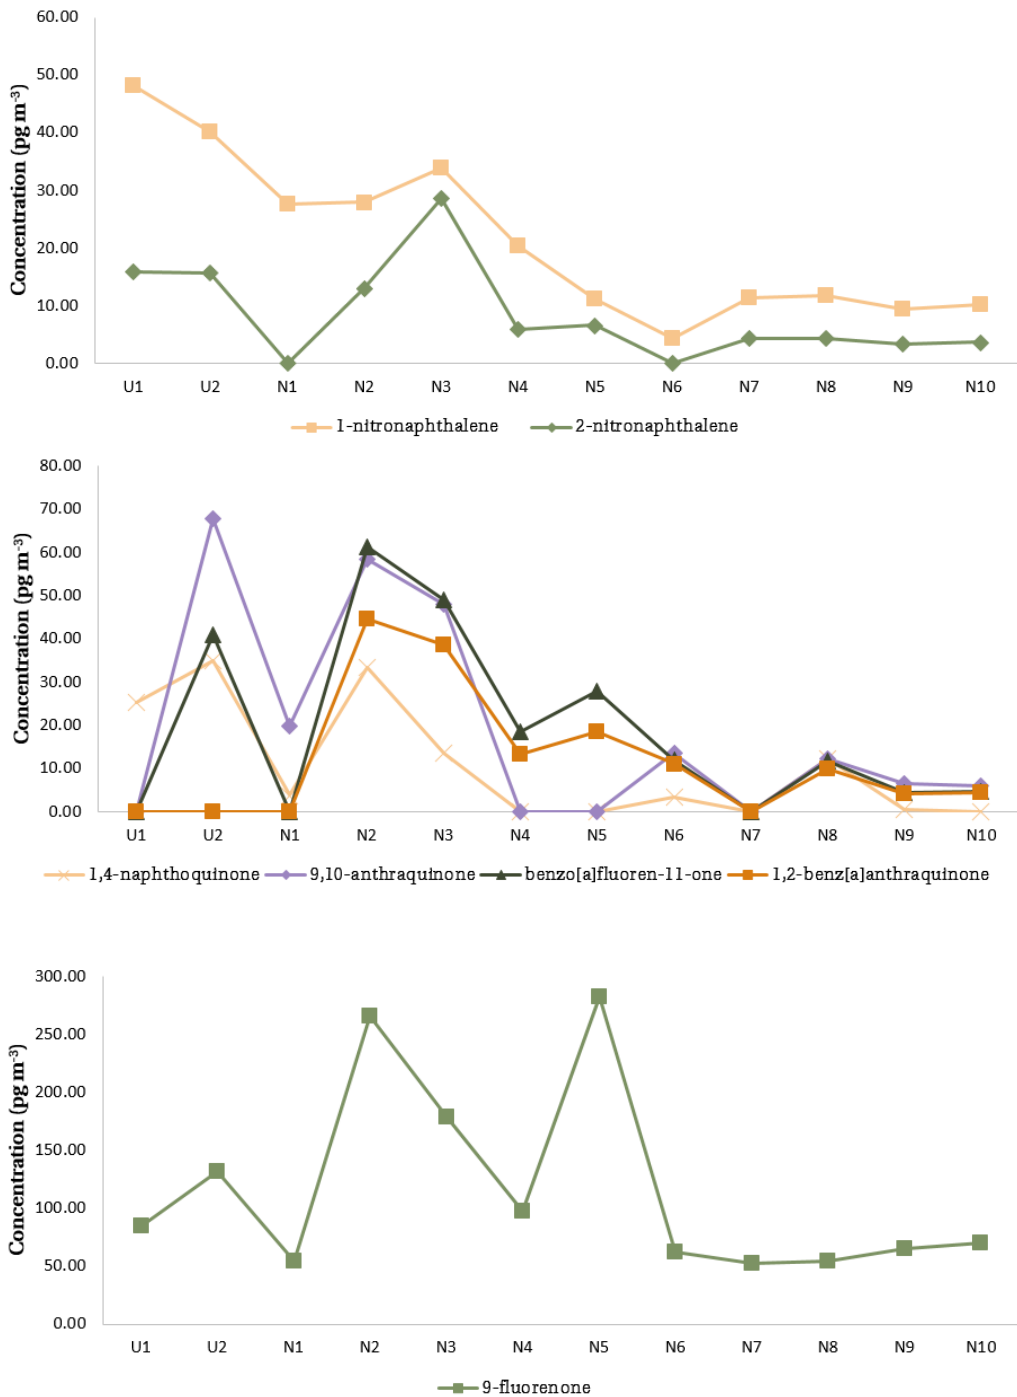 Concentration (pg m⁻³)
60.00
50.00
40.00
30.00
20.00
10.00
0.00
U1 U2 N1 N2 N3 N4 N5 N6 N7 N8 N9 N10
1-nitronaphthalene 2-nitronaphthalene
Concentration (pg m⁻³)
80.00
70.00
60.00
50.00
40.00
30.00
20.00
10.00
0.00
U1 U2 N1 N2 N3 N4 N5 N6 N7 N8 N9 N10
1,4-naphthoquinone 9,10-anthraquinone benzo[a]fluoren-11-one 1,2-benz[a]anthraquinone
Concentration (pg m⁻³)
300.00
250.00
200.00
150.00
100.00
50.00
0.00
U1 U2 N1 N2 N3 N4 N5 N6 N7 N8 N9 N10
9-fluorenone